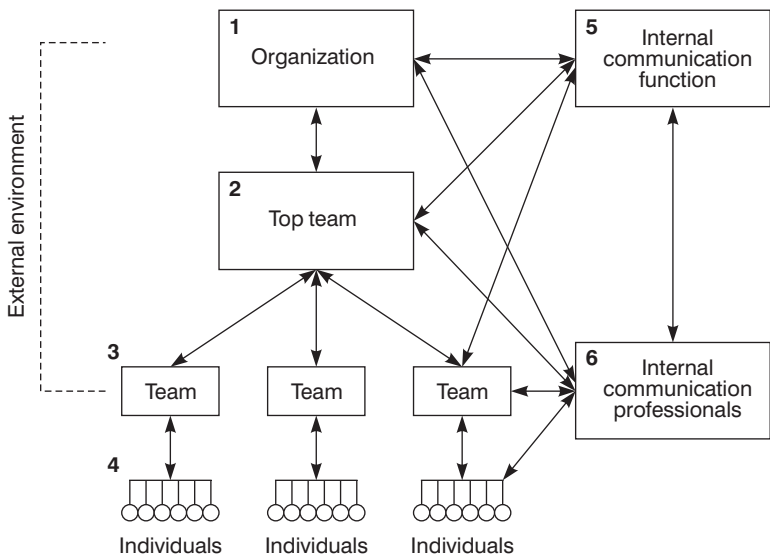 1
Organization
5
Internal
communication
function
2
Top team
External environment
3
Team
Team
Team
6
Internal
communication
professionals
4
Individuals
Individuals
Individuals